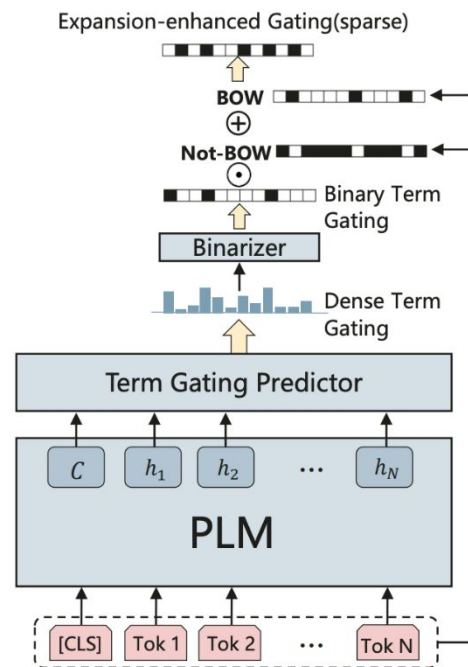 Expansion-enhanced Gating(sparse)
BOW
Not-BOW
Binary Term
Gating
Binarizer
Dense Term
Gating
Term Gating Predictor
C h1 h2 ... hN
PLM
[CLS] Tok 1 Tok 2 ... Tok N